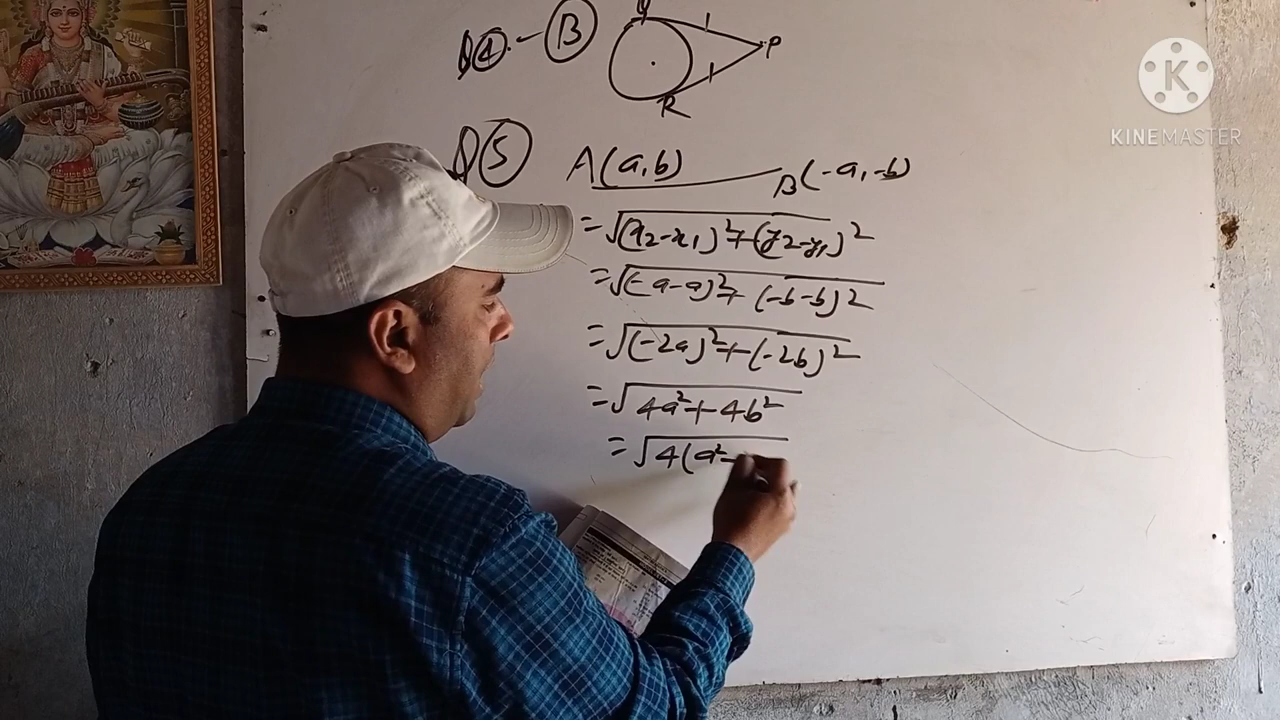 Q④. - Ⓑ
Q
P
R
Q⑤ A(a,b) B(-a,-b)
=√(x₂-x₁)²+(y₂-y₁)²
=√(-a-a)²+(-b-b)²
=√(-2a)²+(-2b)²
=√4a²+4b²
=√4(a²
K
KINEMASTER